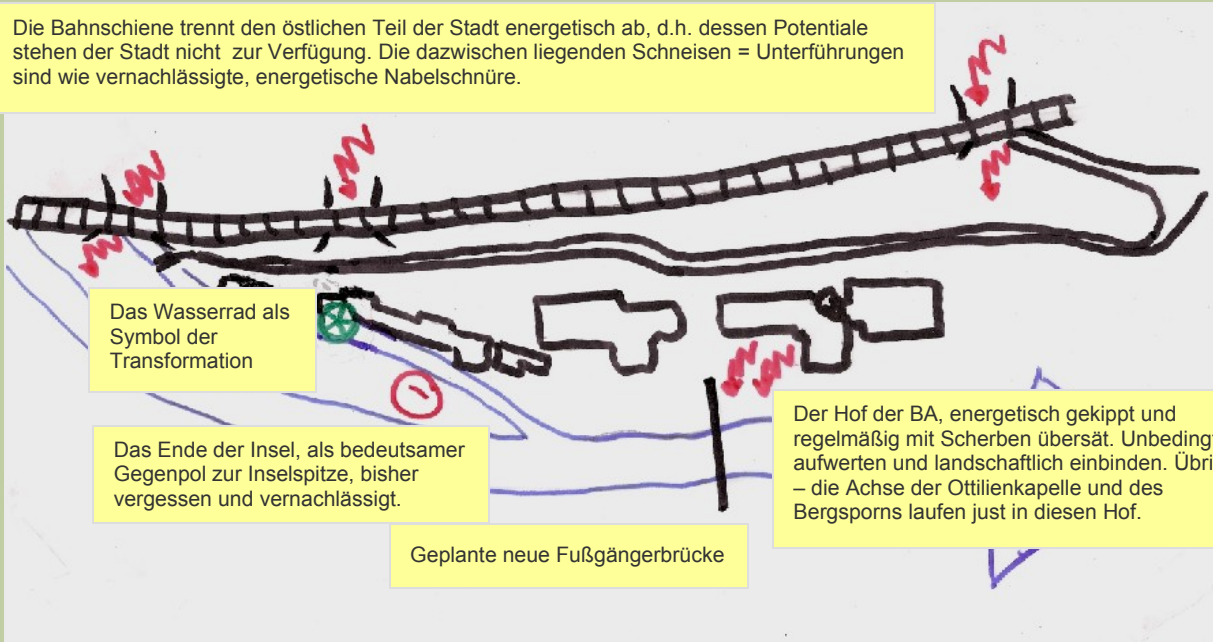 Die Bahnschiene trennt den östlichen Teil der Stadt energetisch ab, d.h. dessen Potentiale
stehen der Stadt nicht zur Verfügung. Die dazwischen liegenden Schneisen = Unterführungen
sind wie vernachlässigte, energetische Nabelschnüre.
Das Wasserrad als
Symbol der
Transformation
Das Ende der Insel, als bedeutsamer
Gegenpol zur Inselspitze, bisher
vergessen und vernachlässigt.
Der Hof der BA, energetisch gekippt und
regelmäßig mit Scherben übersät. Unbeding
aufwerten und landschaftlich einbinden. Übri
– die Achse der Ottilienkapelle und des
Bergsporns laufen just in diesen Hof.
Geplante neue Fußgängerbrücke